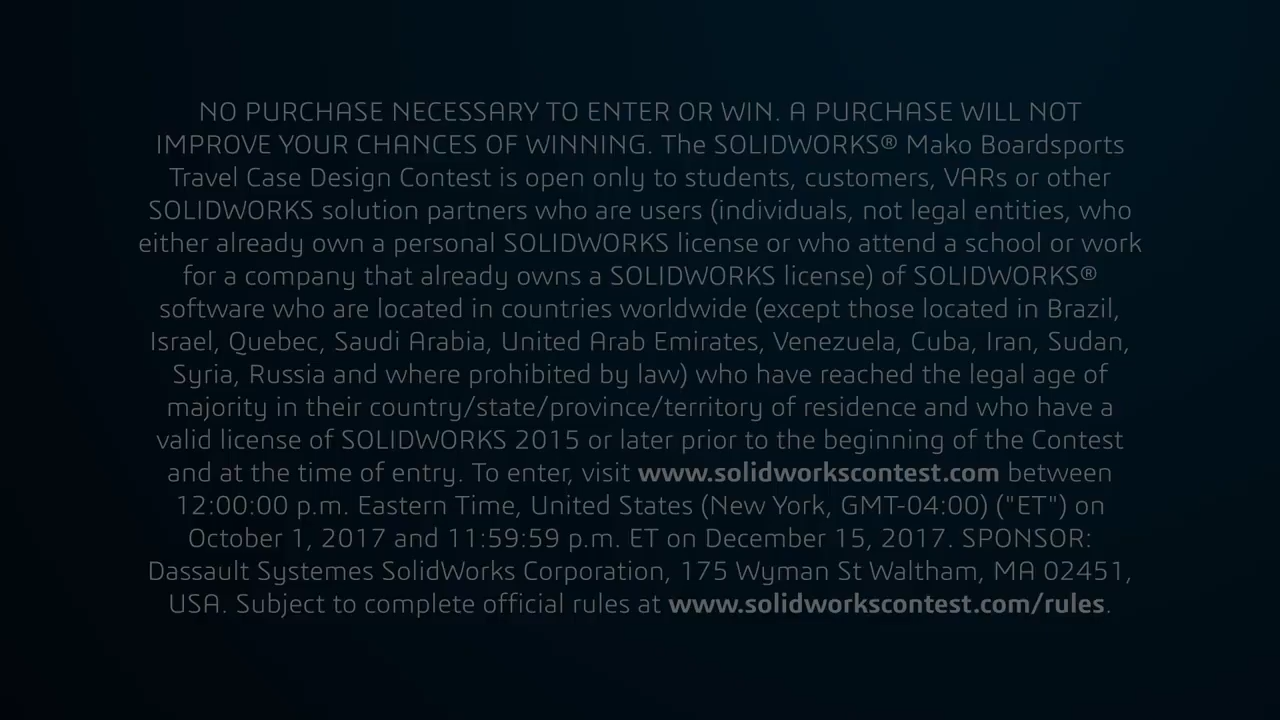 NO PURCHASE NECESSARY TO ENTER OR WIN. A PURCHASE WILL NOT
IMPROVE YOUR CHANCES OF WINNING. The SOLIDWORKS® Mako Boardsports
Travel Case Design Contest is open only to students, customers, VARs or other
SOLIDWORKS solution partners who are users (individuals, not legal entities, who
either already own a personal SOLIDWORKS license or who attend a school or work
for a company that already owns a SOLIDWORKS license) of SOLIDWORKS®
software who are located in countries worldwide (except those located in Brazil,
Israel, Quebec, Saudi Arabia, United Arab Emirates, Venezuela, Cuba, Iran, Sudan,
Syria, Russia and where prohibited by law) who have reached the legal age of
majority in their country/state/province/territory of residence and who have a
valid license of SOLIDWORKS 2015 or later prior to the beginning of the Contest
and at the time of entry. To enter, visit www.solidworkscontest.com between
12:00:00 p.m. Eastern Time, United States (New York, GMT-04:00) ("ET") on
October 1, 2017 and 11:59:59 p.m. ET on December 15, 2017. SPONSOR:
Dassault Systemes SolidWorks Corporation, 175 Wyman St Waltham, MA 02451,
USA. Subject to complete official rules at www.solidworkscontest.com/rules.